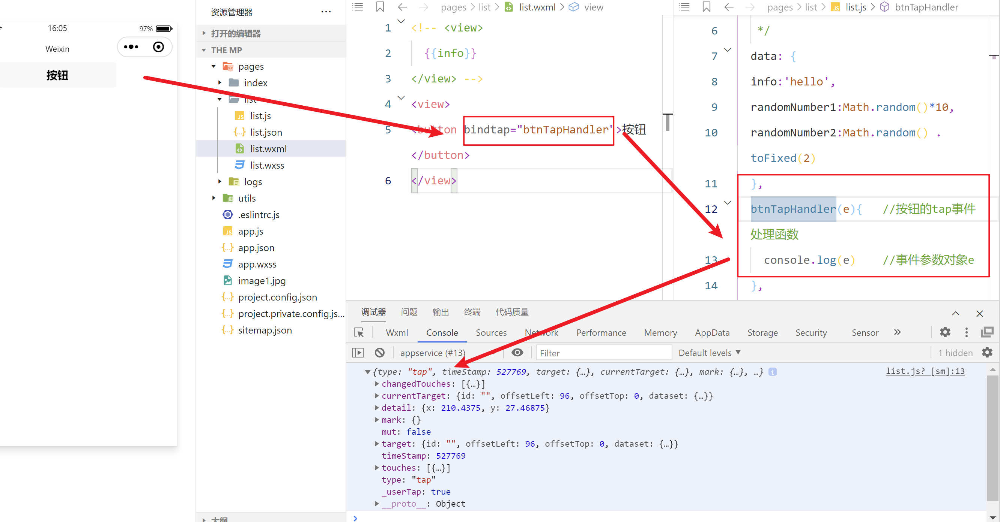 16:05
97%
Weixin
按钮
资源管理器
打开的编辑器
THE MP
pages
index
list
list.js
list.json
list.wxml
list.wxss
logs
utils
.eslintrc.js
app.js
app.json
app.wxss
image1.jpg
project.config.json
project.private.config.js...
sitemap.json
大纲
pages > list > list.wxml > view
1 <!-- <view>
2 {{info}}
3 </view> -->
4 <view>
5 <button bindtap="btnTapHandler">按钮
</button>
6 </view>
pages > list > JS list.js > btnTapHandler
6 */
7 data: {
8 info:'hello',
9 randomNumber1:Math.random()*10,
10 randomNumber2:Math.random() .
toFixed(2)
11 },
12 btnTapHandler(e){ //按钮的tap事件
处理函数
13 console.log(e) //事件参数对象e
14 },
调试器 问题 输出 终端 代码质量
Wxml Console Sources Network Performance Memory AppData Storage Security Sensor
appservice (#13) Filter Default levels 1 hidden
{type: "tap", timeStamp: 527769, target: {…}, currentTarget: {…}, mark: {…}, …} list.js? [sm]:13
changedTouches: [{…}]
currentTarget: {id: "", offsetLeft: 96, offsetTop: 0, dataset: {…}}
detail: {x: 210.4375, y: 27.46875}
mark: {}
mut: false
target: {id: "", offsetLeft: 96, offsetTop: 0, dataset: {…}}
timeStamp: 527769
touches: [{…}]
type: "tap"
_userTap: true
__proto__: Object